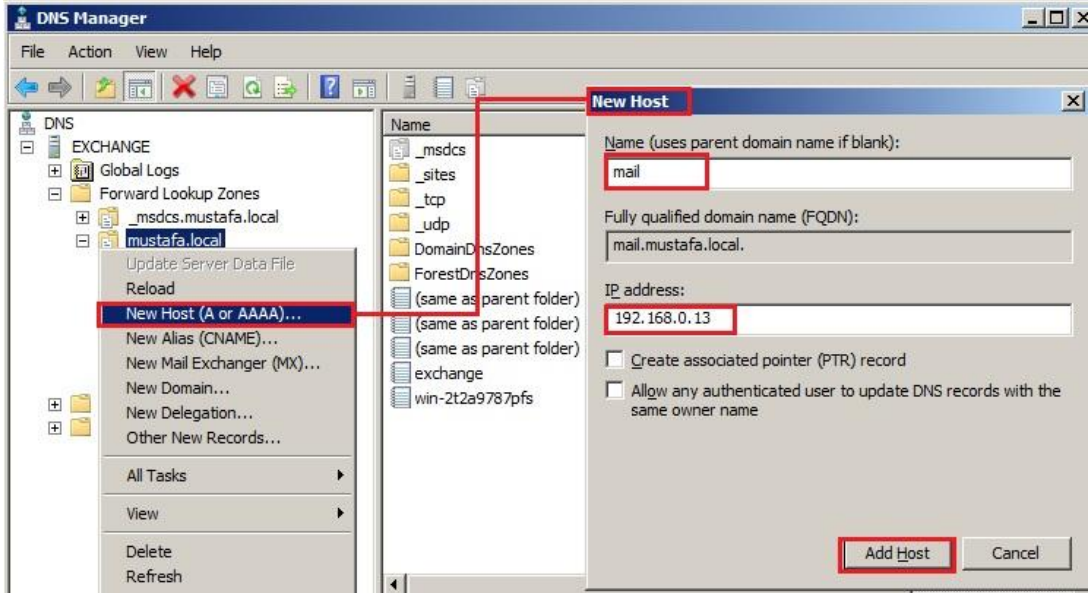 DNS Manager
File Action View Help
DNS
EXCHANGE
Global Logs
Forward Lookup Zones
_msdcs.mustafa.local
mustafa.local
Update Server Data File
Reload
New Host (A or AAAA)...
New Alias (CNAME)...
New Mail Exchanger (MX)...
New Domain...
New Delegation...
Other New Records...
All Tasks
View
Delete
Refresh
Name
_msdcs
_sites
_tcp
_udp
DomainDnsZones
ForestDnsZones
(same as parent folder)
(same as parent folder)
(same as parent folder)
exchange
win-2t2a9787pfs
New Host
Name (uses parent domain name if blank):
mail
Fully qualified domain name (FQDN):
mail.mustafa.local.
IP address:
192.168.0.13
Create associated pointer (PTR) record
Allow any authenticated user to update DNS records with the
same owner name
Add Host Cancel